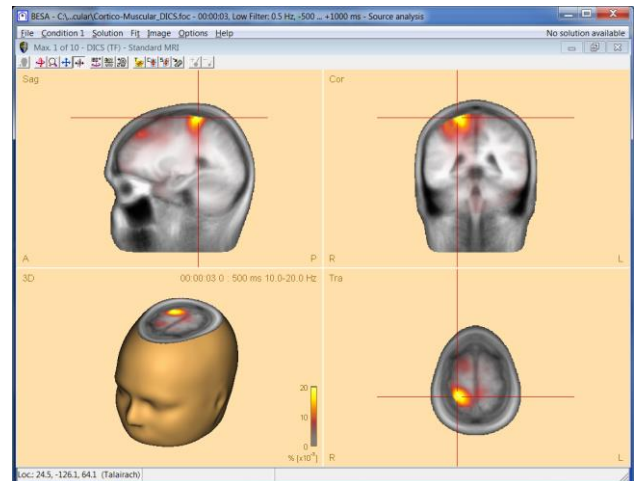 BESA - C:\...cular\Cortico-Muscular_DICS.foc - 00:00:03, Low Filter: 0.5 Hz, -500 ... +1000 ms - Source analysis
File Condition 1 Solution Fit Image Options Help No solution available
Max. 1 of 10 - DICS (TF) - Standard MRI
Sag
Cor
A P R L
3D 00:00:03 0 : 500 ms 10.0-20.0 Hz
Tra
20
10
0
% [x10
R L
Loc.: 24.5, -126.1, 64.1 (Talairach)